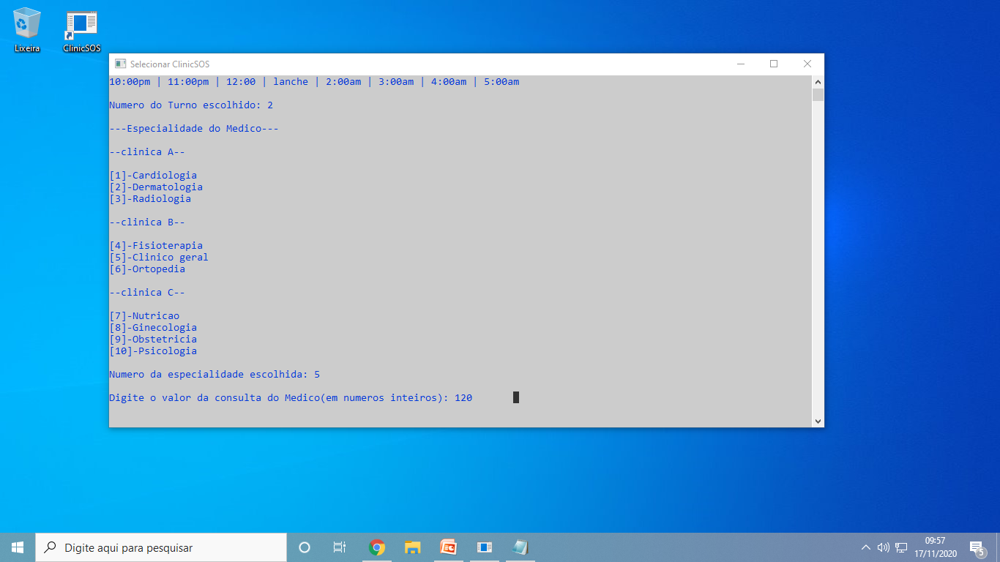 Lixeira
ClinicSOS
Selecionar ClinicSOS
10:00pm | 11:00pm | 12:00 | lanche | 2:00am | 3:00am | 4:00am | 5:00am
Numero do Turno escolhido: 2
---Especialidade do Medico---
--clinica A--
[1]-Cardiologia
[2]-Dermatologia
[3]-Radiologia
--clinica B--
[4]-Fisioterapia
[5]-Clinico geral
[6]-Ortopedia
--clinica C--
[7]-Nutricao
[8]-Ginecologia
[9]-Obstetricia
[10]-Psicologia
Numero da especialidade escolhida: 5
Digite o valor da consulta do Medico(em numeros inteiros): 120
Digite aqui para pesquisar
09:57
17/11/2020
5